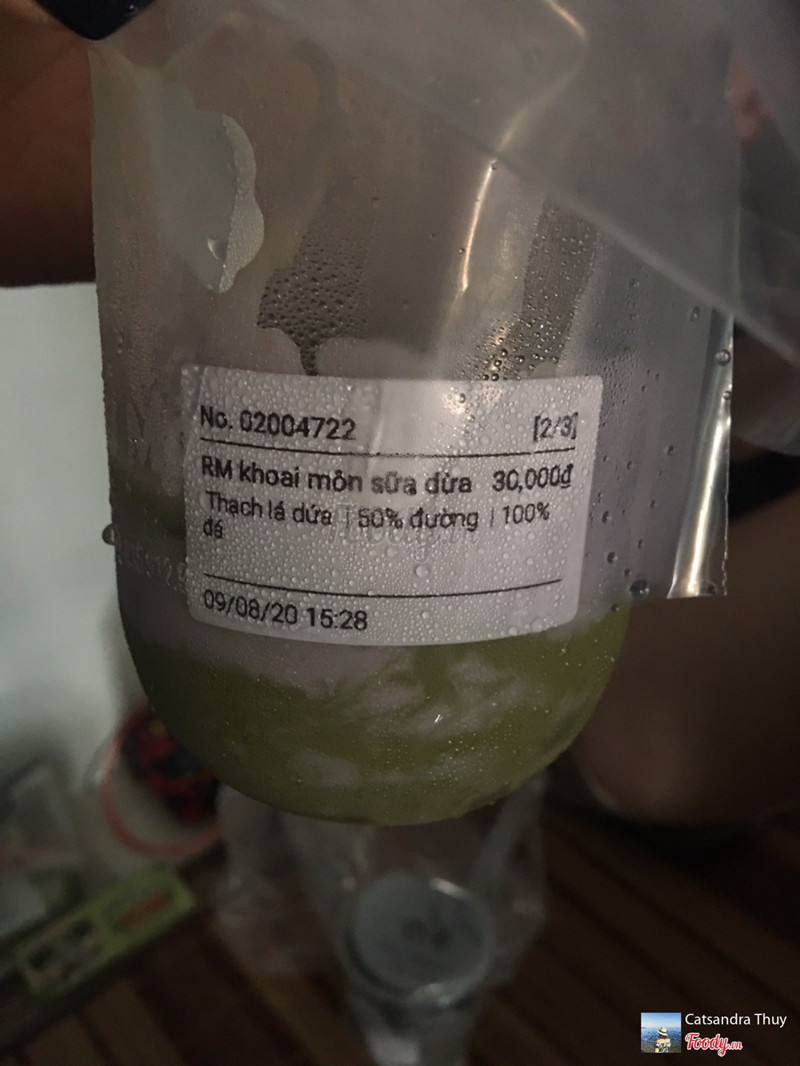 No. 02004722 [2/3]
RM khoai môn sữa dừa 30,000₫
Thạch lá dứa | 50% đường | 100%
đá
09/08/20 15:28
Catsandra Thuy
Foody.vn